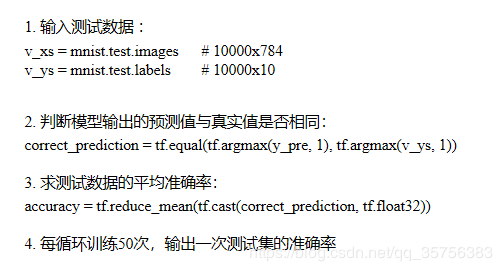 1. 输入测试数据：
v_xs = mnist.test.images # 10000x784
v_ys = mnist.test.labels # 10000x10
2. 判断模型输出的预测值与真实值是否相同：
correct_prediction = tf.equal(tf.argmax(y_pre, 1), tf.argmax(v_ys, 1))
3. 求测试数据的平均准确率：
accuracy = tf.reduce_mean(tf.cast(correct_prediction, tf.float32))
4. 每循环训练50次，输出一次测试集的准确率
https://blog.csdn.net/qq_35756383